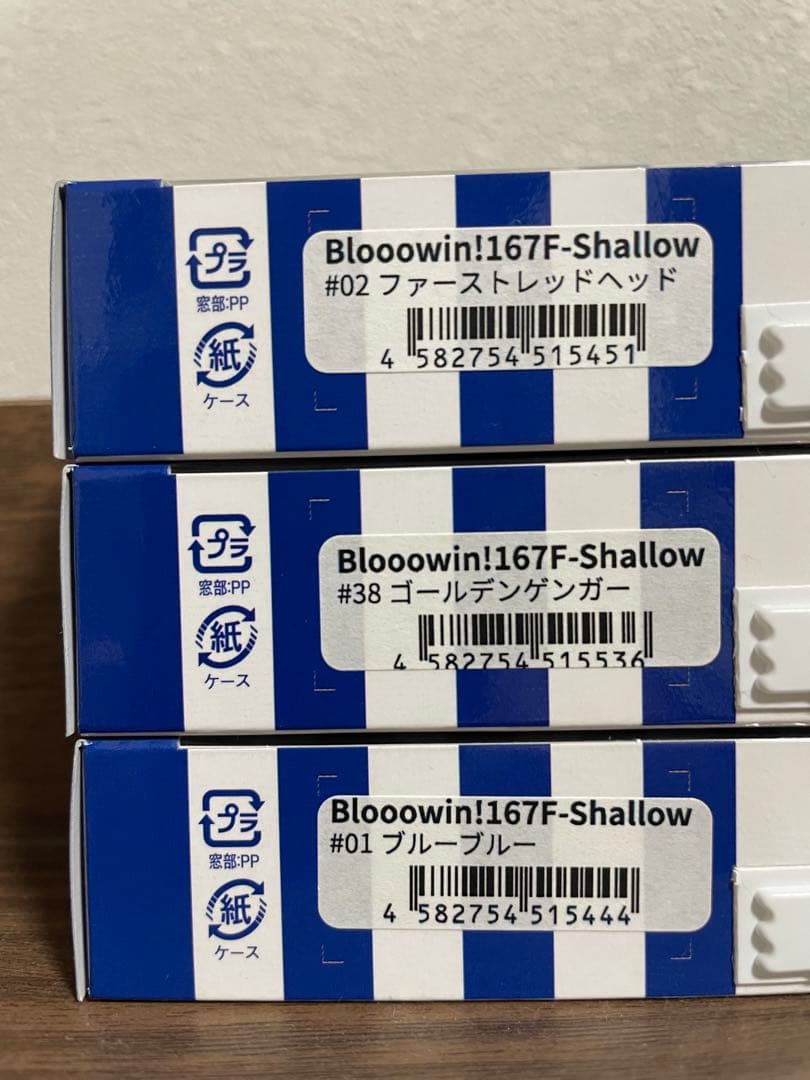 プラ
窓部:PP
紙
ケース
Blooowin!167F-Shallow
#02 ファーストレッドヘッド
4 582754 515451
プラ
窓部:PP
紙
ケース
Blooowin!167F-Shallow
#38 ゴールデンゲンガー
4 582754 515536
プラ
窓部:PP
紙
ケース
Blooowin!167F-Shallow
#01 ブルーブルー
4 582754 515444